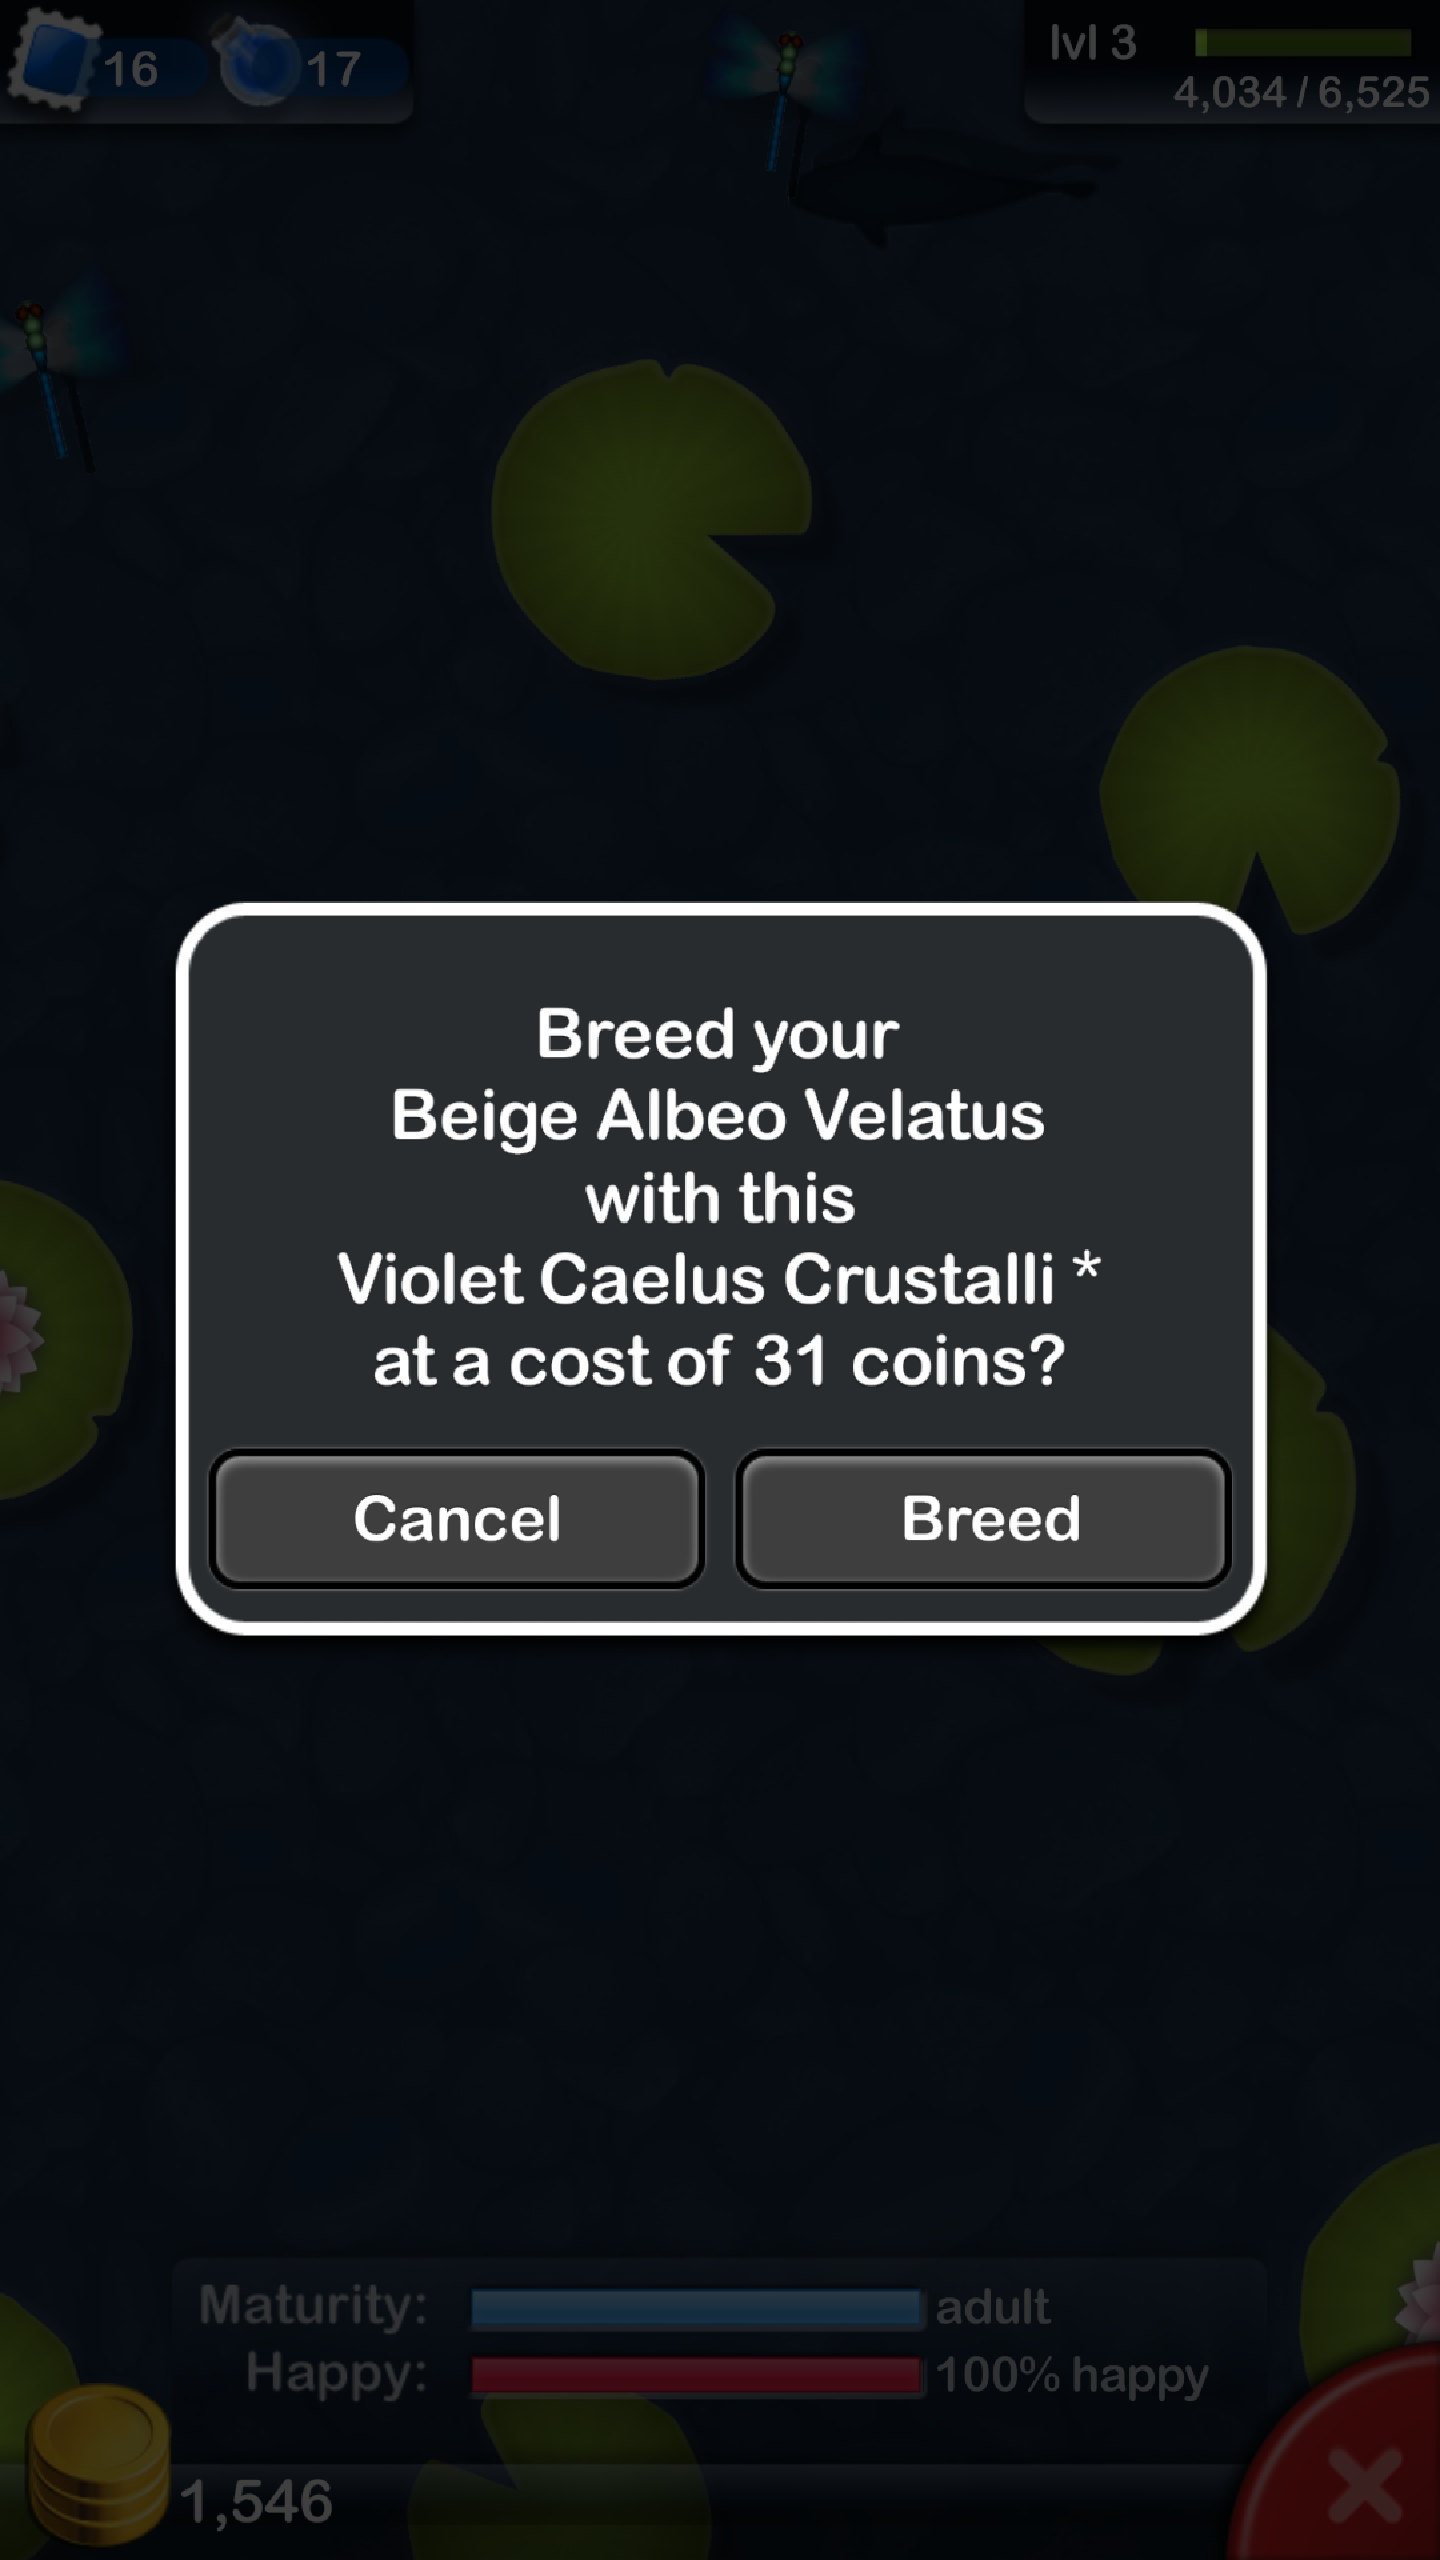 16 17 lvl 3
4,034 / 6,525
Breed your
Beige Albeo Velatus
with this
Violet Caelus Crustalli *
at a cost of 31 coins?
Cancel Breed
Maturity: adult
Happy: 100% happy
1,546